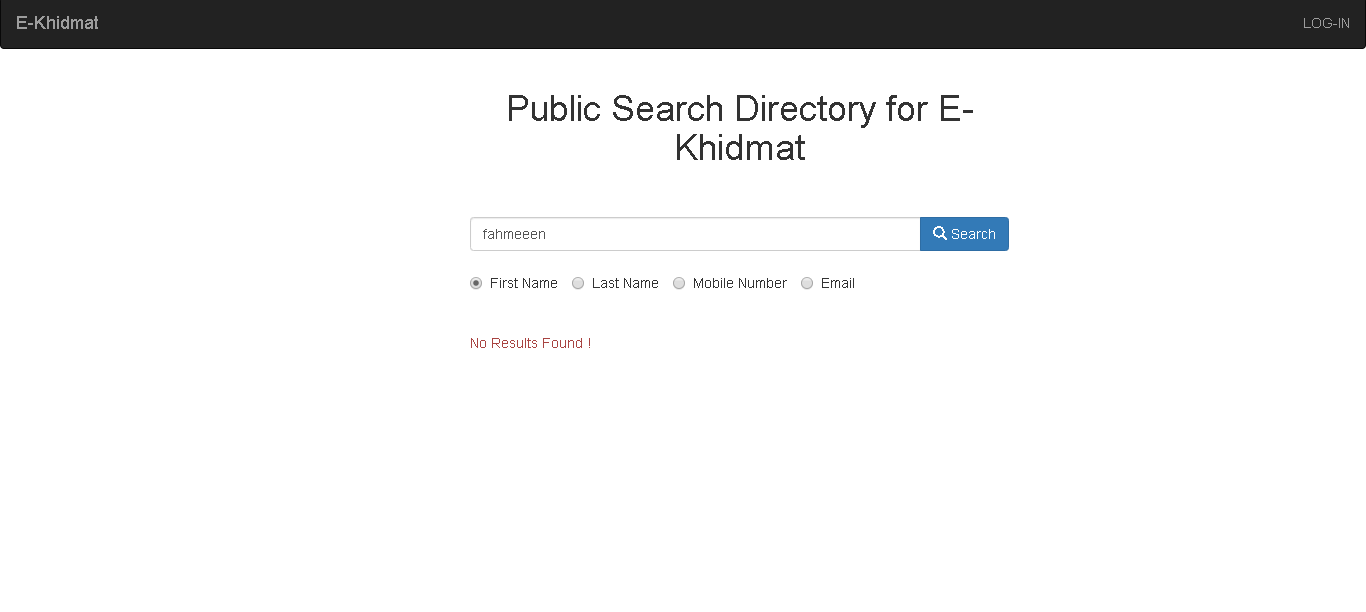 E-Khidmat
LOG-IN
Public Search Directory for E-
Khidmat
fahmeeen
Search
First Name
Last Name
Mobile Number
Email
No Results Found !